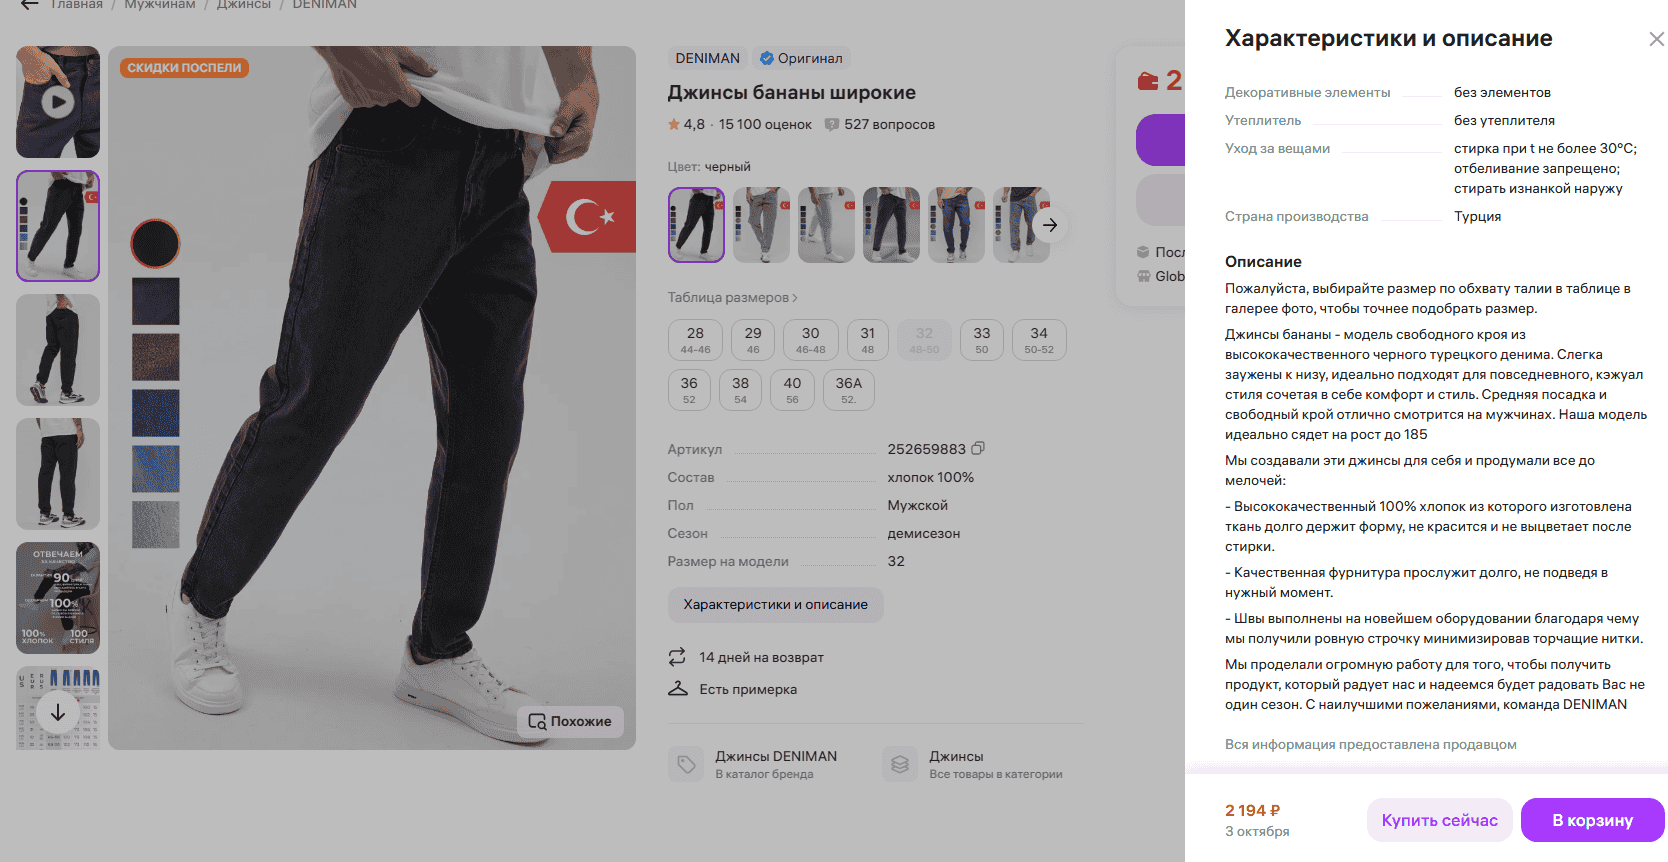 Главная / Мужчинам / Джинсы / DENIMAN
СКИДКИ ПОСПЕЛИ
ОТВЕЧАЕМ
ЗА КАЧЕСТВО
90
100%
100%
ХЛОПОК
100
СТИЛЯ
Похожие
DENIMAN
Оригинал
Джинсы бананы широкие
4,8 · 15 100 оценок
527 вопросов
Цвет: черный
Таблица размеров
28 29 30 31 32 33 34
44-46 46 46-48 48 48-50 50 50-52
36 38 40 36A
52 54 56 52.
Артикул 252659883
Состав хлопок 100%
Пол Мужской
Сезон демисезон
Размер на модели 32
Характеристики и описание
14 дней на возврат
Есть примерка
Джинсы DENIMAN
В каталог бренда
Джинсы
Все товары в категории
2
Посл
Glob
Характеристики и описание
Декоративные элементы без элементов
Утеплитель без утеплителя
Уход за вещами стирка при t не более 30°C;
отбеливание запрещено;
стирать изнанкой наружу
Страна производства Турция
Описание
Пожалуйста, выбирайте размер по обхвату талии в таблице в
галерее фото, чтобы точнее подобрать размер.
Джинсы бананы - модель свободного кроя из
высококачественного черного турецкого денима. Слегка
заужены к низу, идеально подходят для повседневного, кэжуал
стиля сочетая в себе комфорт и стиль. Средняя посадка и
свободный крой отлично смотрится на мужчинах. Наша модель
идеально сядет на рост до 185
Мы создавали эти джинсы для себя и продумали все до
мелочей:
- Высококачественный 100% хлопок из которого изготовлена
ткань долго держит форму, не красится и не выцветает после
стирки.
- Качественная фурнитура прослужит долго, не подведя в
нужный момент.
- Швы выполнены на новейшем оборудовании благодаря чему
мы получили ровную строчку минимизировав торчащие нитки.
Мы проделали огромную работу для того, чтобы получить
продукт, который радует нас и надеемся будет радовать Вас не
один сезон. С наилучшими пожеланиями, команда DENIMAN
Вся информация предоставлена продавцом
2 194 ₽
3 октября
Купить сейчас
В корзину